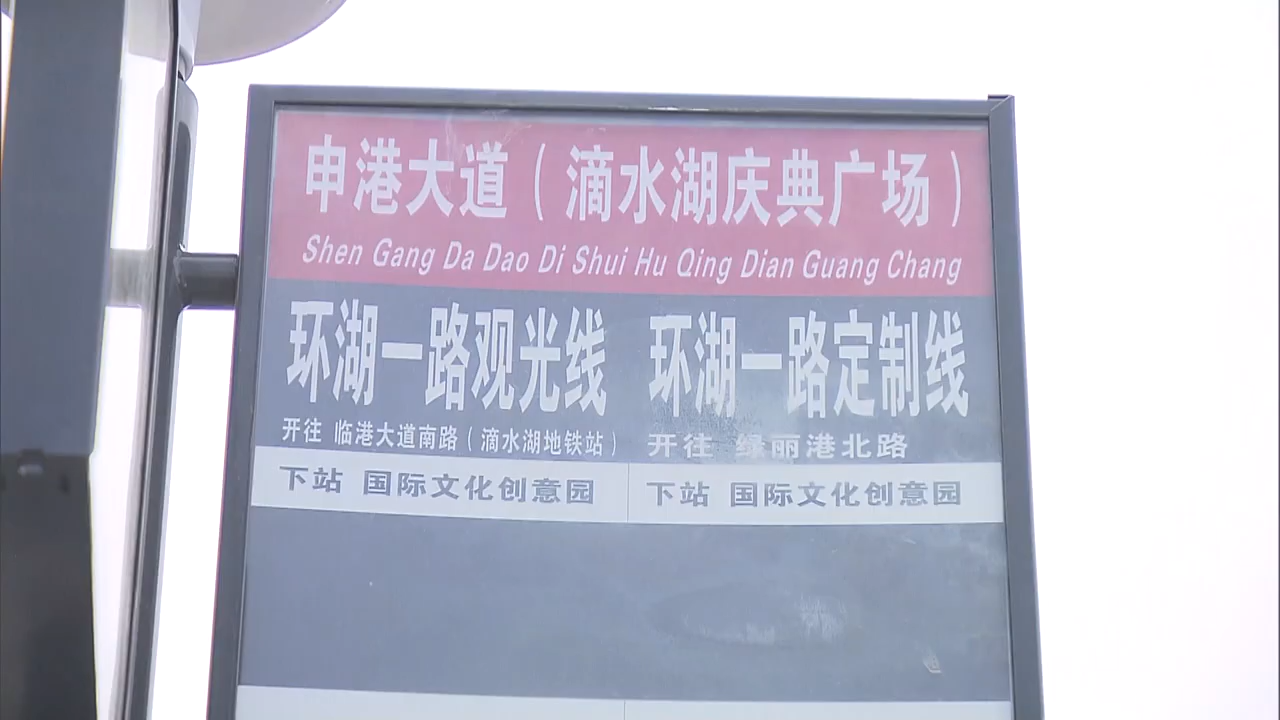 申港大道（滴水湖庆典广场）
Shen Gang Da Dao Di Shui Hu Qing Dian Guang Chang
环湖一路观光线
开往 临港大道南路（滴水湖地铁站）
下站 国际文化创意园
环湖一路定制线
开往 绿丽港北路
下站 国际文化创意园